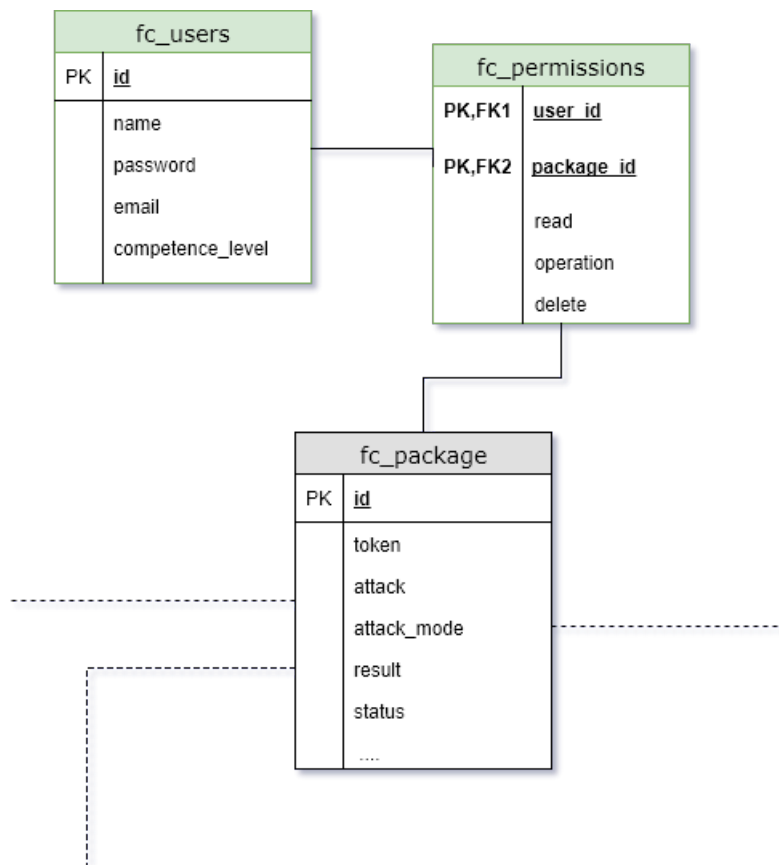 fc_users
PK id
name
password
email
competence_level
fc_permissions
PK,FK1 user_id
PK,FK2 package_id
read
operation
delete
fc_package
PK id
token
attack
attack_mode
result
status
....